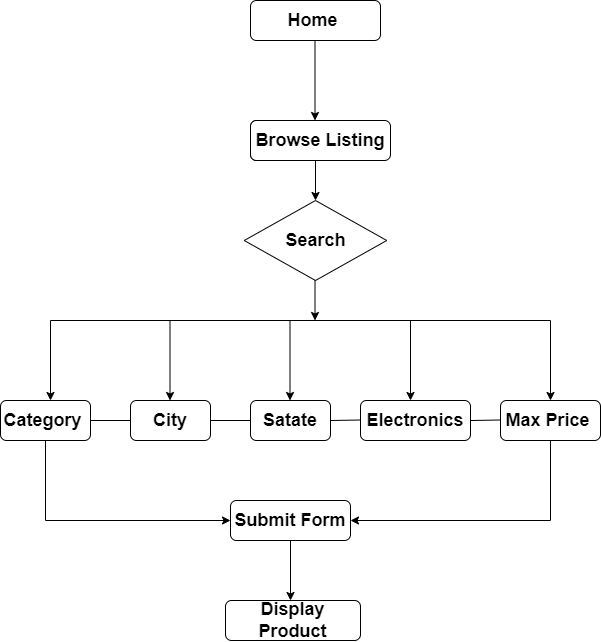 Home
Browse Listing
Search
Category
City
Satate
Electronics
Max Price
Submit Form
Display
Product